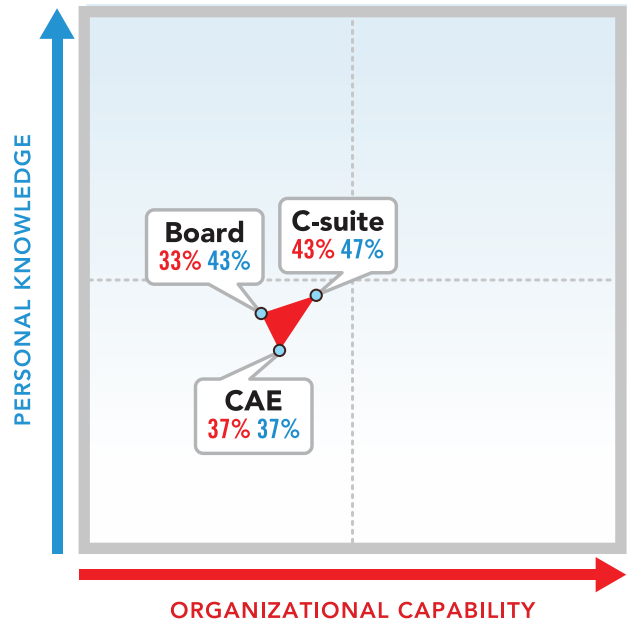 PERSONAL KNOWLEDGE
Board
33% 43%
C-suite
43% 47%
CAE
37% 37%
ORGANIZATIONAL CAPABILITY